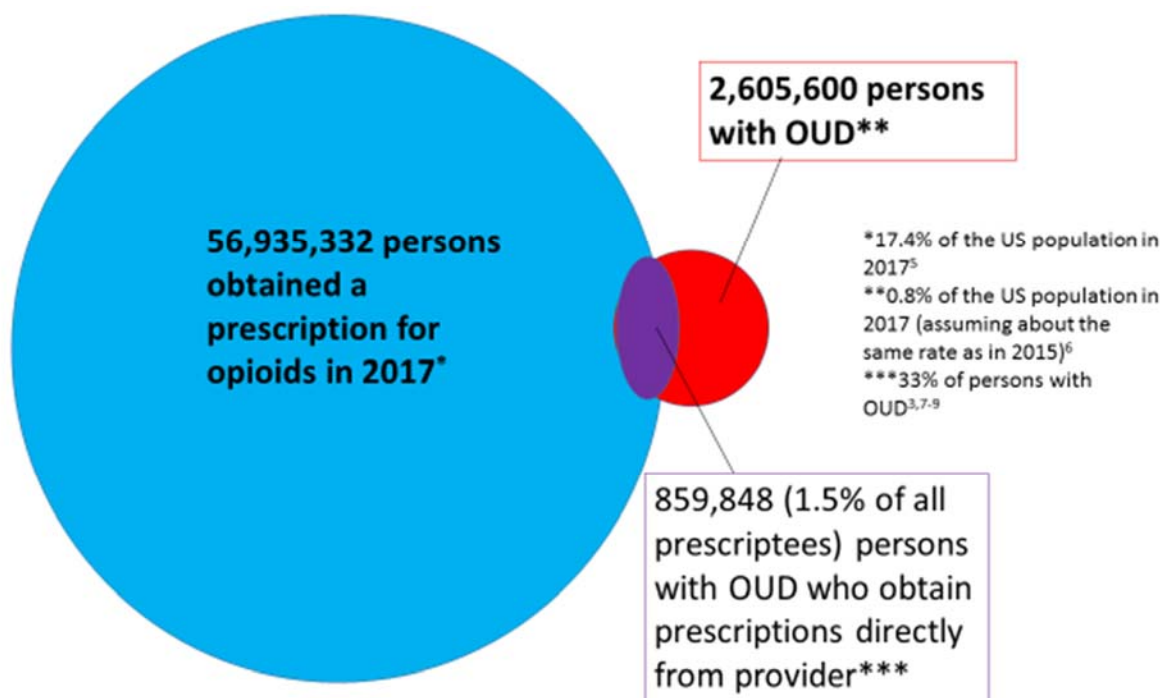 56,935,332 persons
obtained a
prescription for
opioids in 2017*
2,605,600 persons
with OUD**
*17.4% of the US population in
2017⁵
**0.8% of the US population in
2017 (assuming about the
same rate as in 2015)⁶
***33% of persons with
OUD³,⁷⁻⁹
859,848 (1.5% of all
prescriptees) persons
with OUD who obtain
prescriptions directly
from provider***